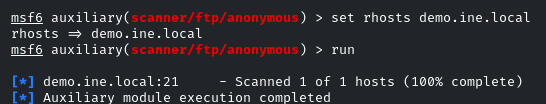 msf6 auxiliary(scanner/ftp/anonymous) > set rhosts demo.ine.local
rhosts => demo.ine.local
msf6 auxiliary(scanner/ftp/anonymous) > run

[*] demo.ine.local:21     - Scanned 1 of 1 hosts (100% complete)
[*] Auxiliary module execution completed